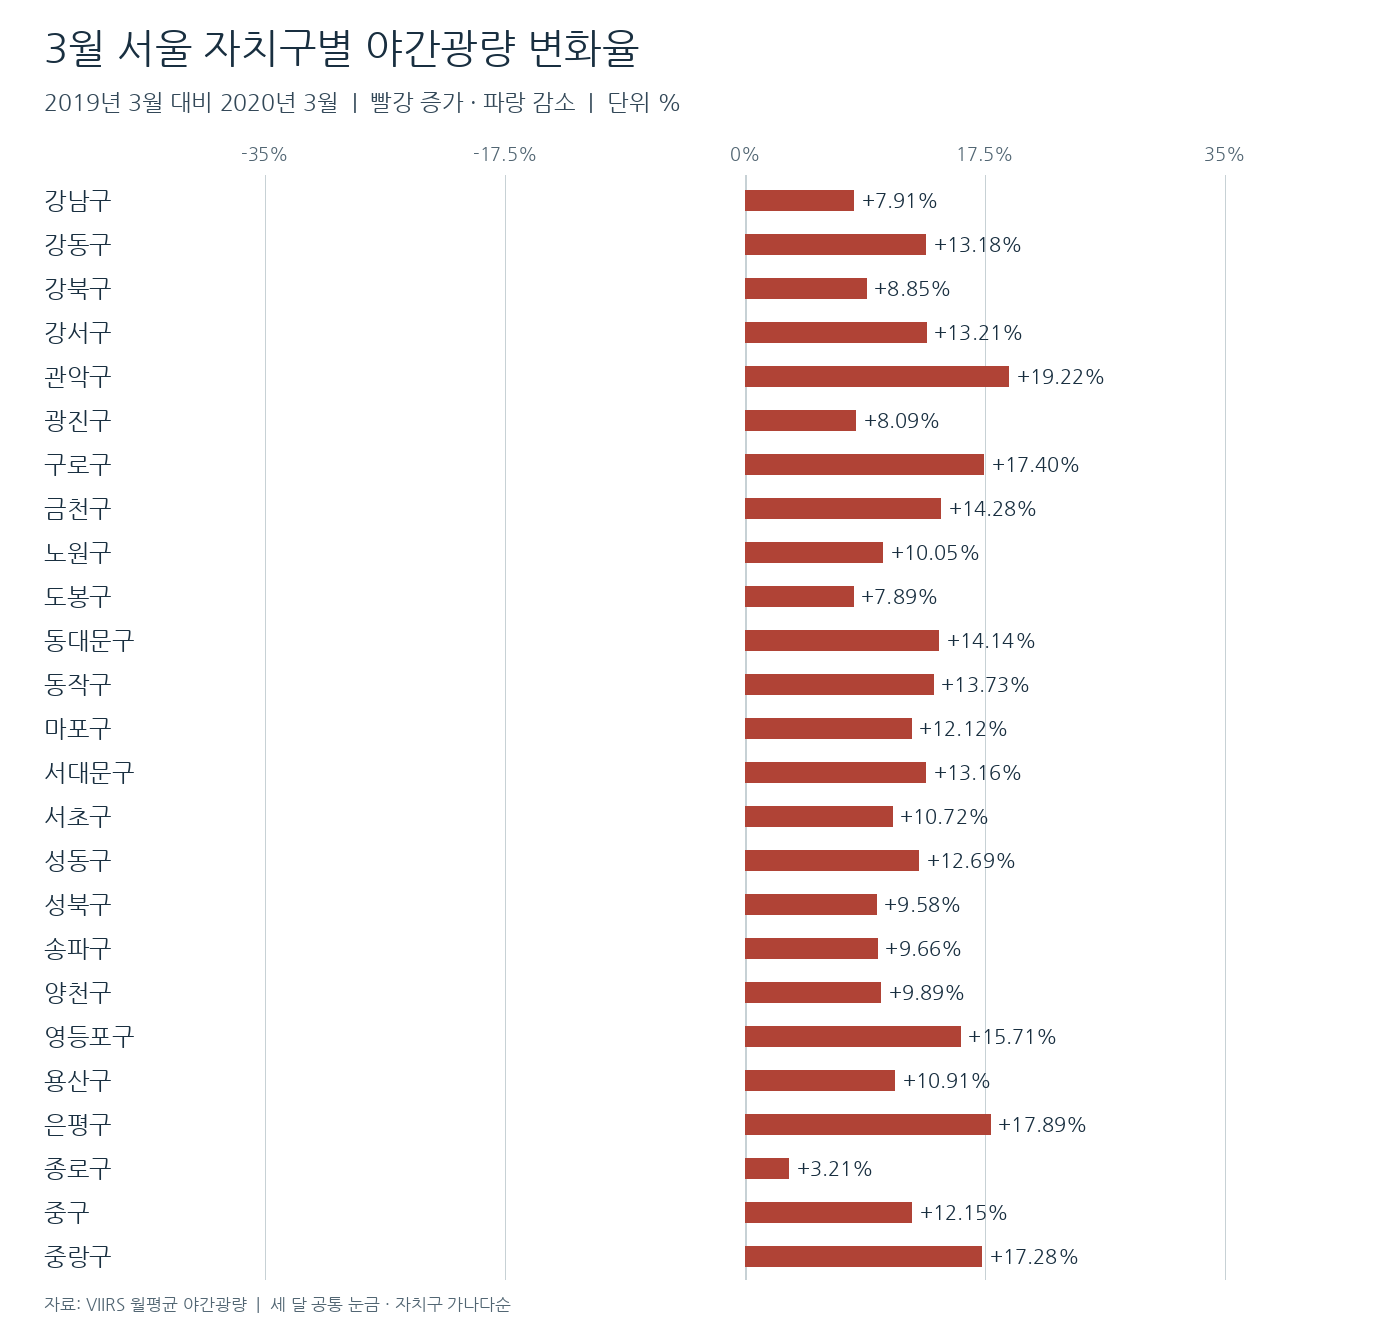 3월 서울 자치구별 야간광량 변화율
2019년 3월 대비 2020년 3월 | 빨강 증가 · 파랑 감소 | 단위 %
-35% -17.5% 0% 17.5% 35%
강남구 +7.91%
강동구 +13.18%
강북구 +8.85%
강서구 +13.21%
관악구 +19.22%
광진구 +8.09%
구로구 +17.40%
금천구 +14.28%
노원구 +10.05%
도봉구 +7.89%
동대문구 +14.14%
동작구 +13.73%
마포구 +12.12%
서대문구 +13.16%
서초구 +10.72%
성동구 +12.69%
성북구 +9.58%
송파구 +9.66%
양천구 +9.89%
영등포구 +15.71%
용산구 +10.91%
은평구 +17.89%
종로구 +3.21%
중구 +12.15%
중랑구 +17.28%
자료: VIIRS 월평균 야간광량 | 세 달 공통 눈금 · 자치구 가나다순